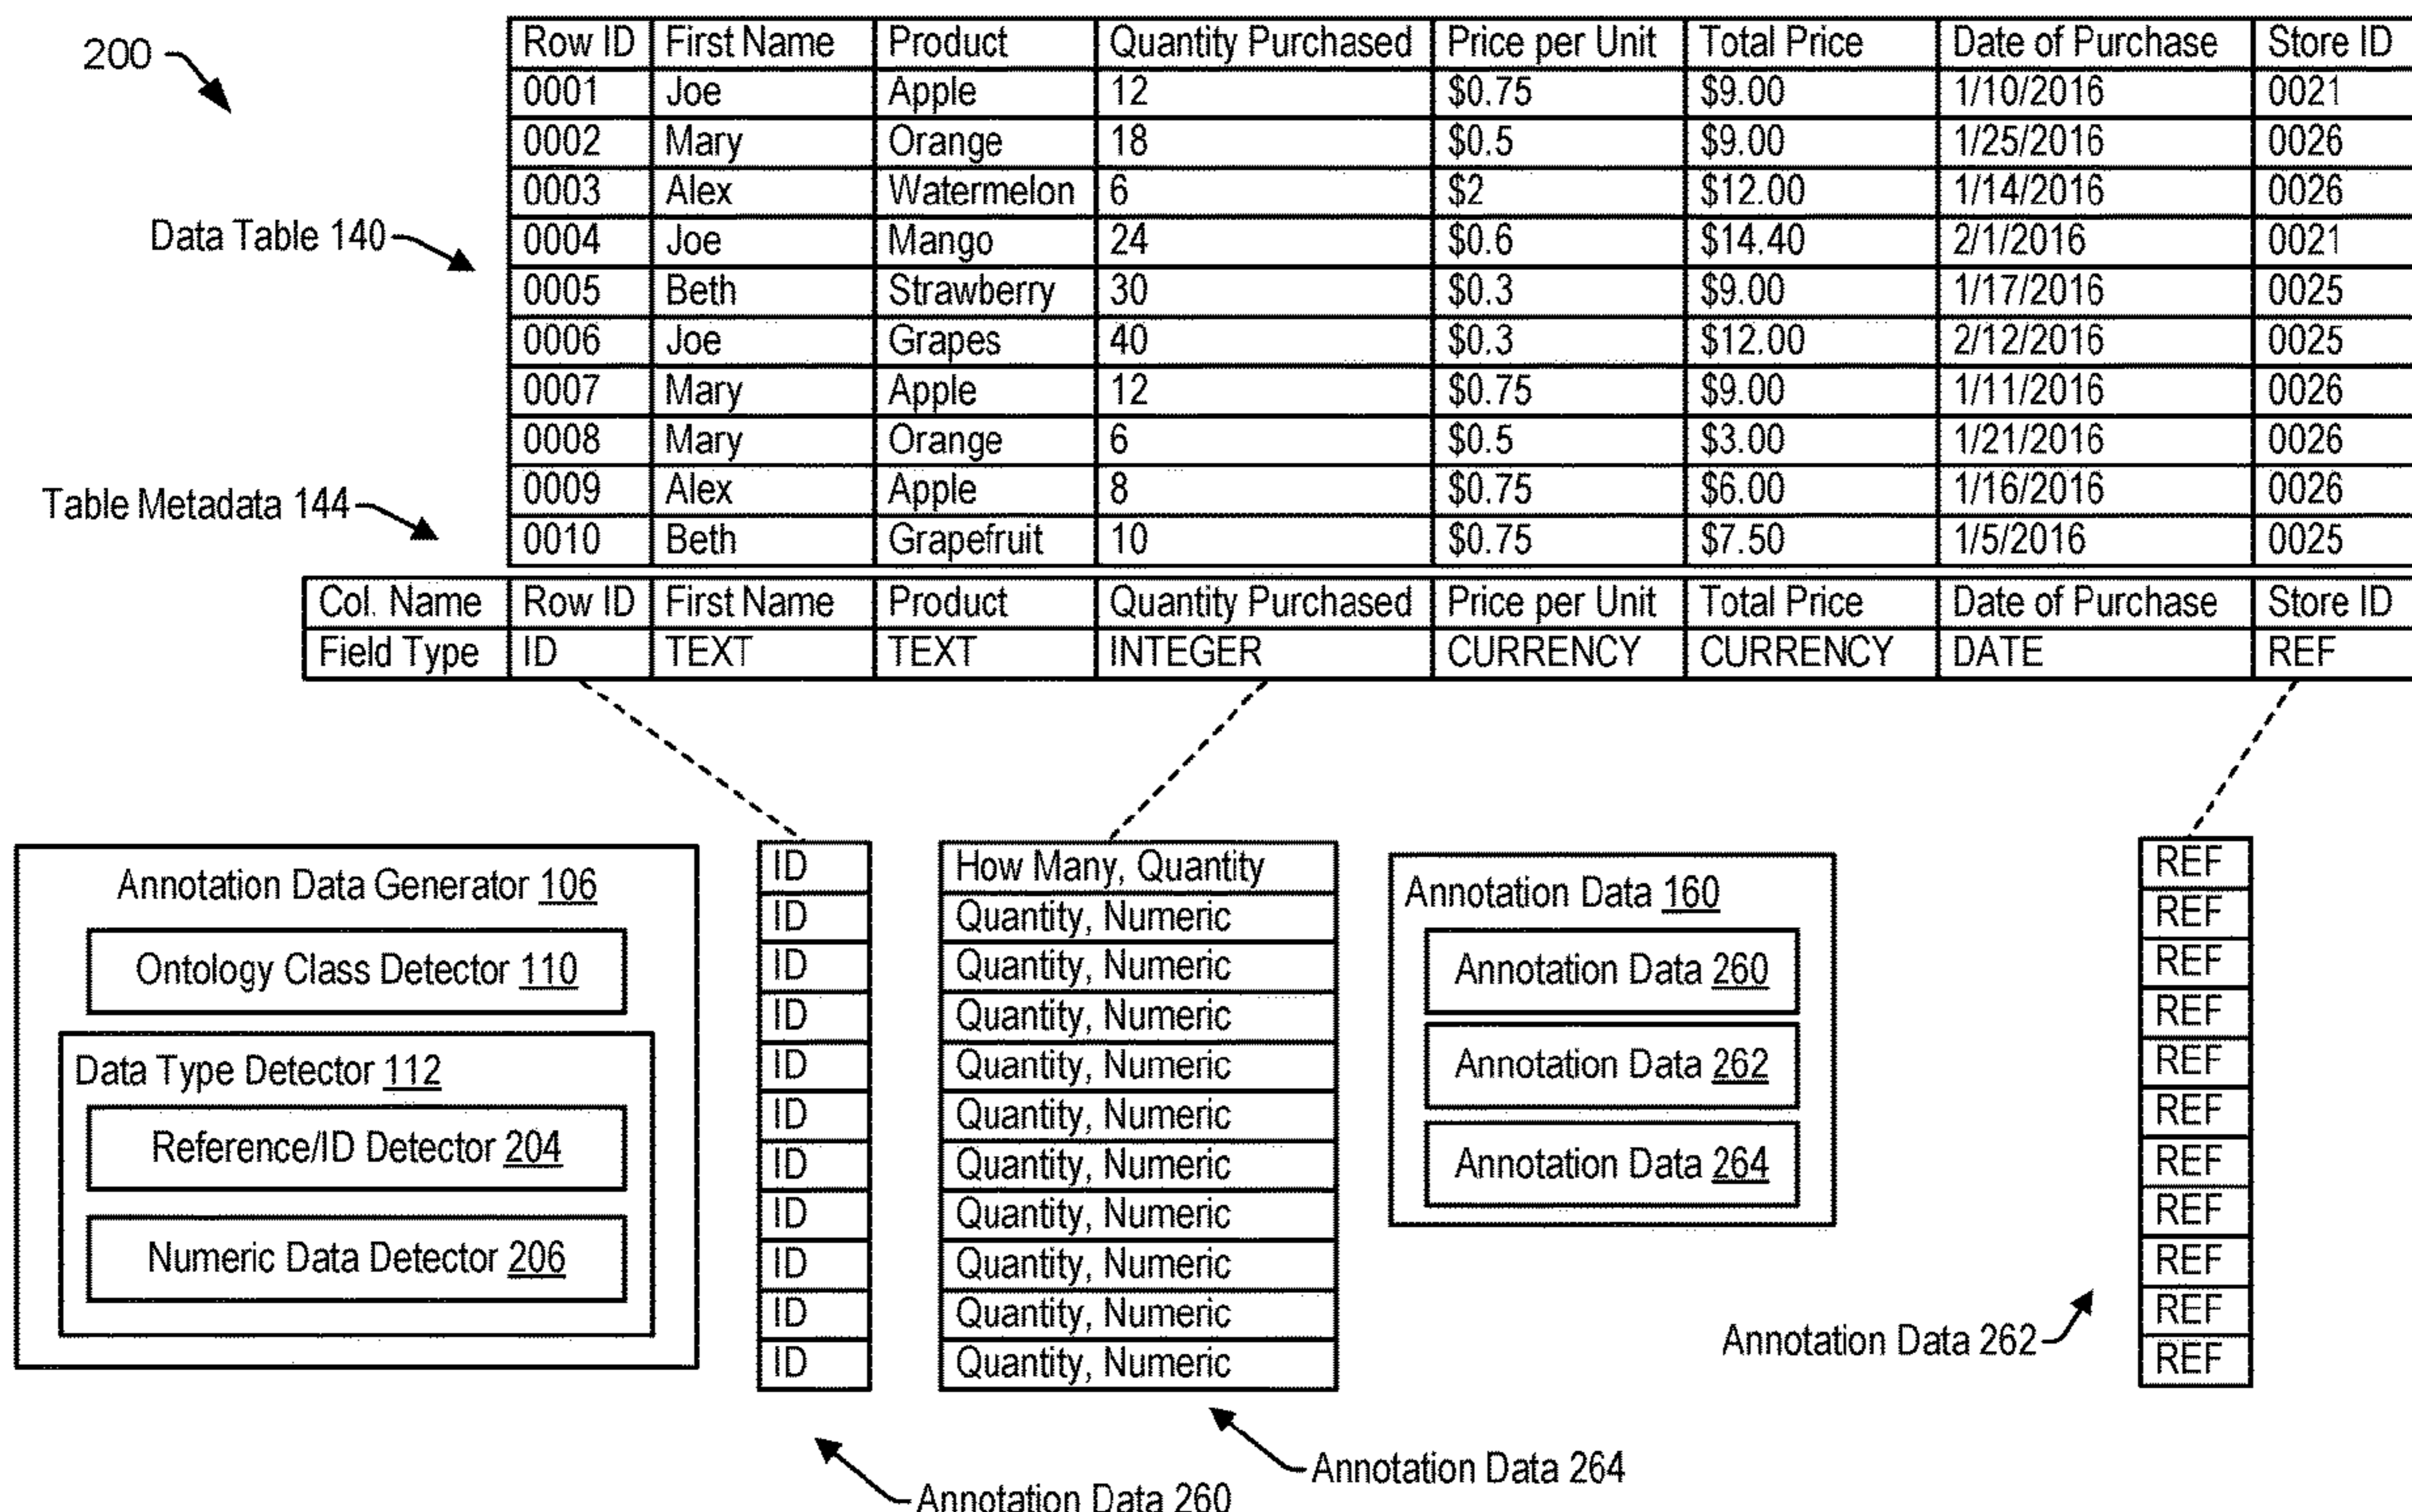 200
Row ID First Name Product Quantity Purchased Price per Unit Total Price Date of Purchase Store ID
0001 Joe Apple 12 $0.75 $9.00 1/10/2016 0021
0002 Mary Orange 18 $0.5 $9.00 1/25/2016 0026
0003 Alex Watermelon 6 $2 $12.00 1/14/2016 0026
Data Table 140
0004 Joe Mango 24 $0.6 $14.40 2/1/2016 0021
0005 Beth Strawberry 30 $0.3 $9.00 1/17/2016 0025
0006 Joe Grapes 40 $0.3 $12.00 2/12/2016 0025
0007 Mary Apple 12 $0.75 $9.00 1/11/2016 0026
0008 Mary Orange 6 $0.5 $3.00 1/21/2016 0026
Table Metadata 144
0009 Alex Apple 8 $0.75 $6.00 1/16/2016 0026
0010 Beth Grapefruit 10 $0.75 $7.50 1/5/2016 0025
Col. Name Row ID First Name Product Quantity Purchased Price per Unit Total Price Date of Purchase Store ID
Field Type ID TEXT TEXT INTEGER CURRENCY CURRENCY DATE REF
Annotation Data Generator 106
Ontology Class Detector 110
Data Type Detector 112
Reference/ID Detector 204
Numeric Data Detector 206
ID
ID
ID
ID
ID
ID
ID
ID
ID
ID
ID
Annotation Data 260
How Many, Quantity
Quantity, Numeric
Quantity, Numeric
Quantity, Numeric
Quantity, Numeric
Quantity, Numeric
Quantity, Numeric
Quantity, Numeric
Quantity, Numeric
Quantity, Numeric
Quantity, Numeric
Annotation Data 264
Annotation Data 160
Annotation Data 260
Annotation Data 262
Annotation Data 264
REF
REF
REF
REF
REF
REF
REF
REF
REF
REF
REF
Annotation Data 262